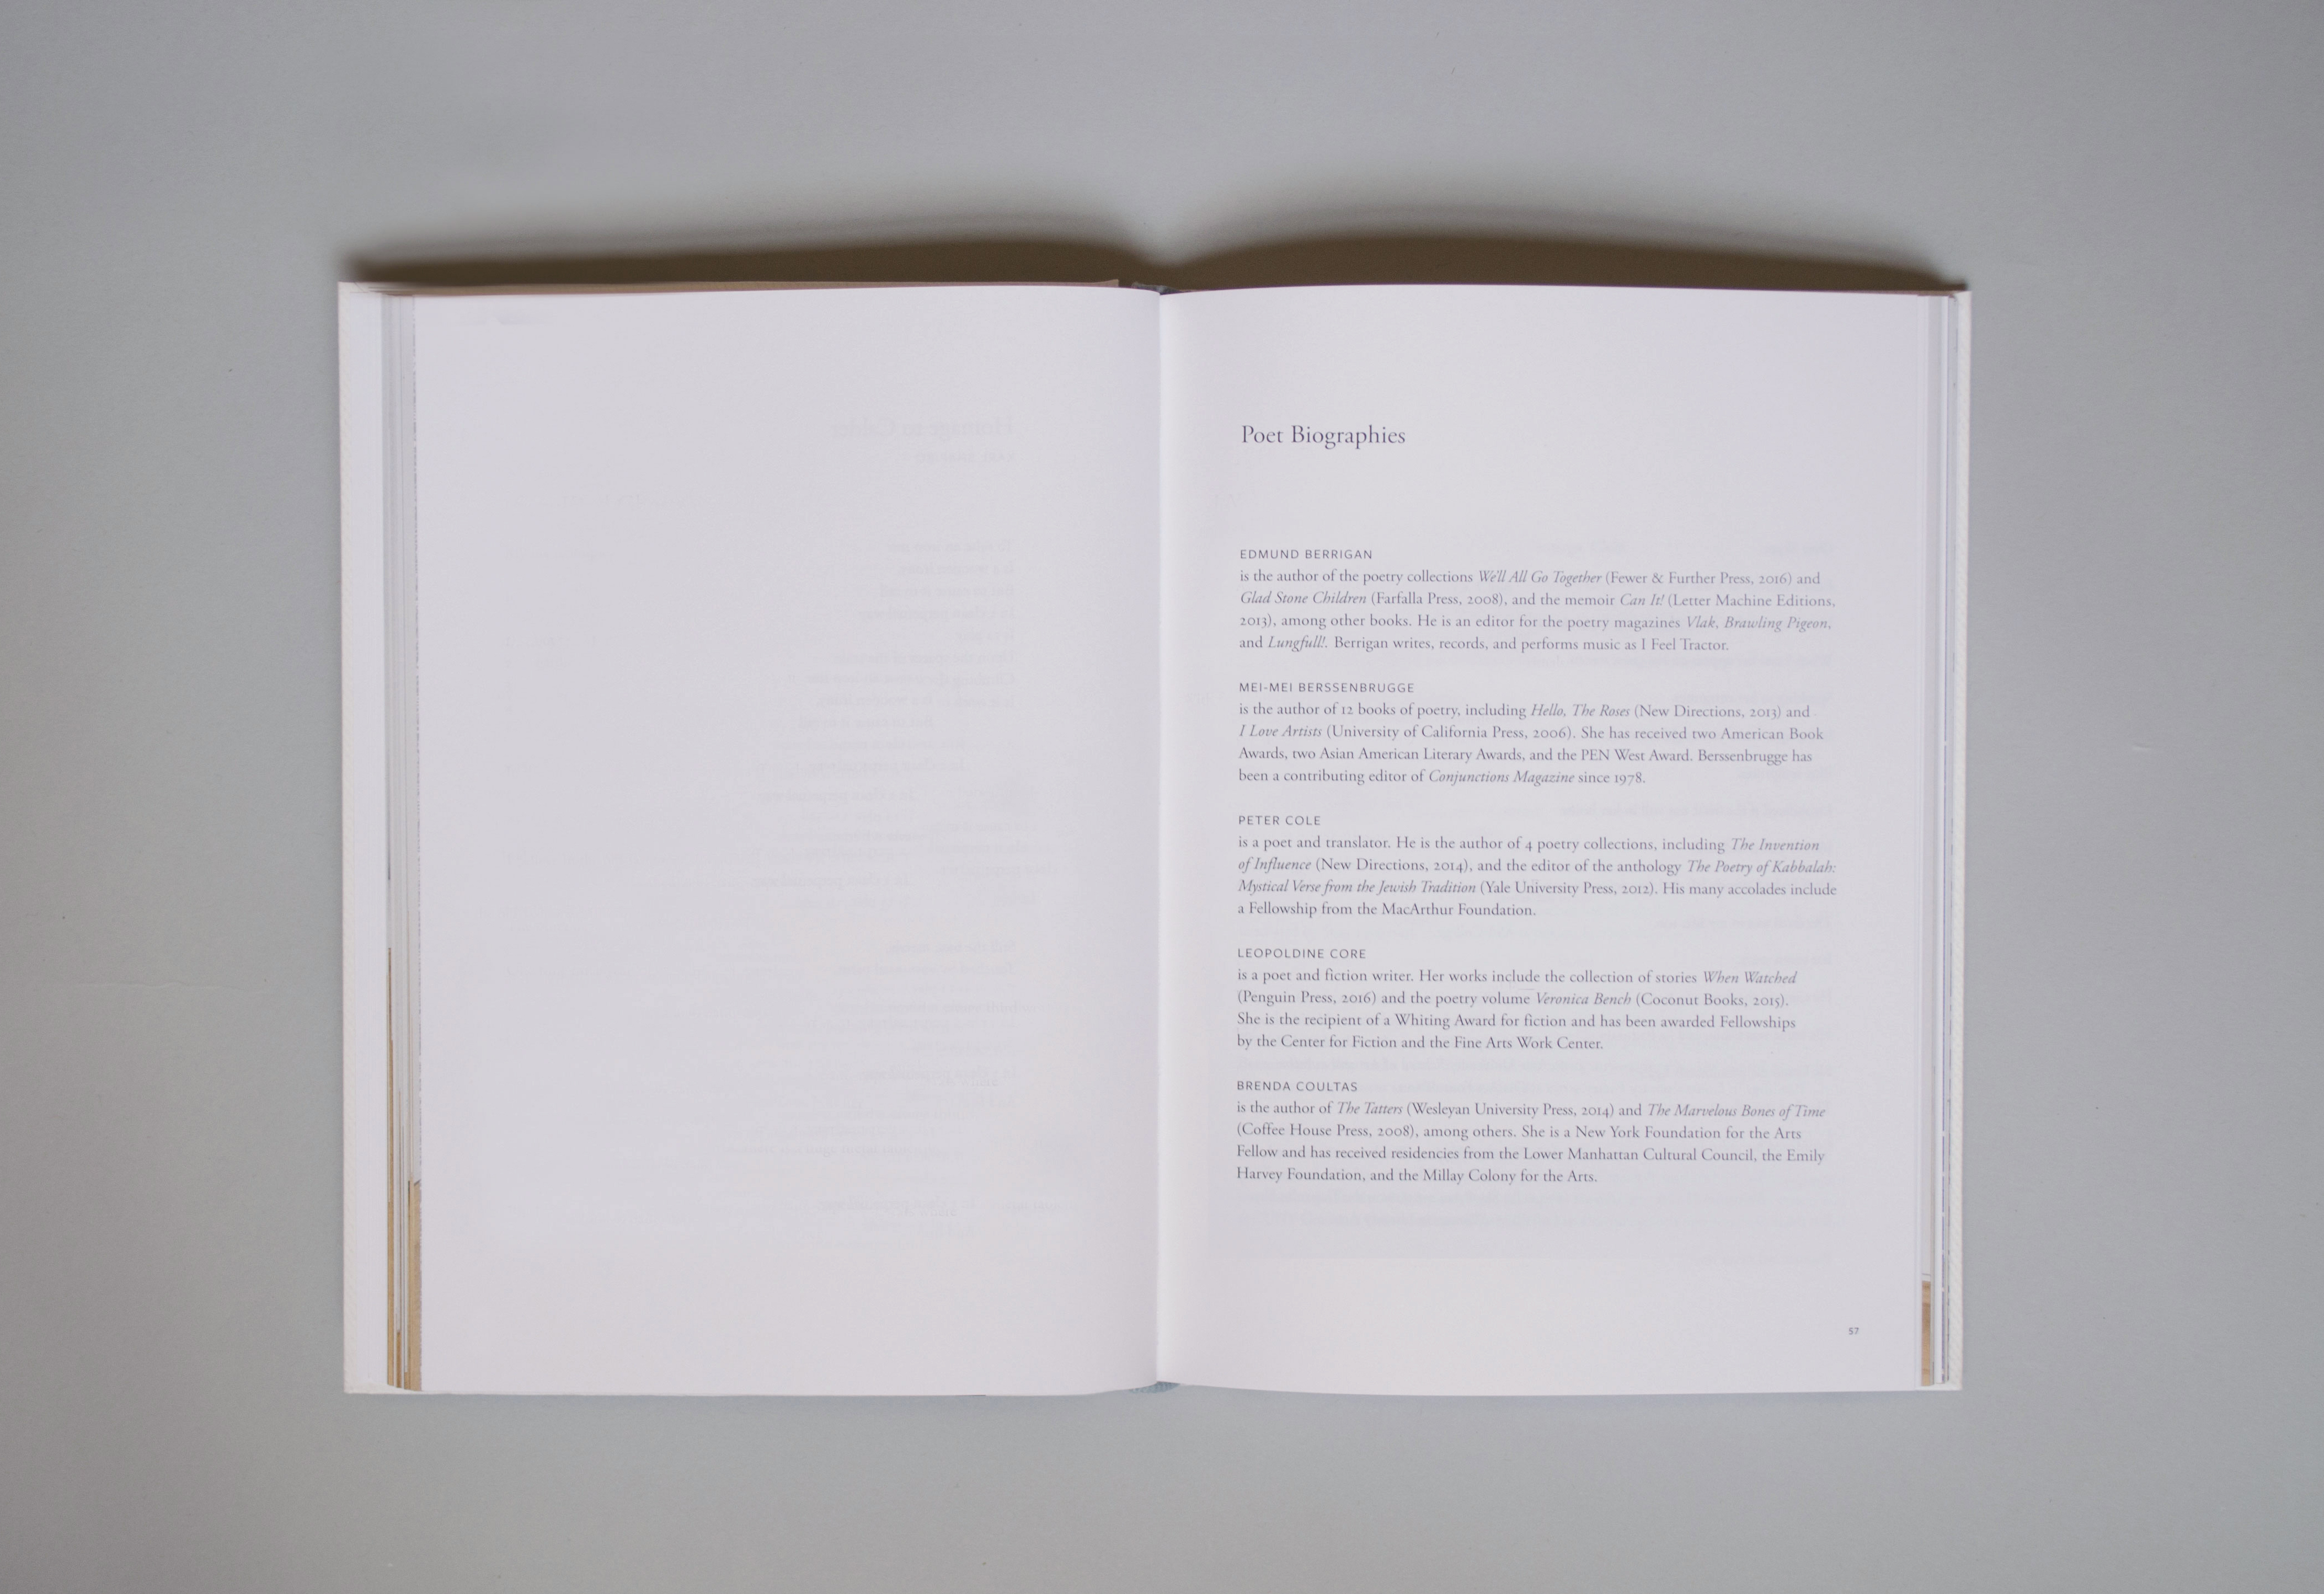 Poet Biographies
EDMUND BERRIGAN
is the author of the poetry collections We'll All Go Together (Fewer & Further Press, 2016) and
Glad Stone Children (Farfalla Press, 2008), and the memoir Can It! (Letter Machine Editions,
2013), among other books. He is an editor for the poetry magazines Vlak, Brawling Pigeon,
and Lungfull!. Berrigan writes, records, and performs music as I Feel Tractor.
MEI-MEI BERSSENBRUGGE
is the author of 12 books of poetry, including Hello, The Roses (New Directions, 2013) and
I Love Artists (University of California Press, 2006). She has received two American Book
Awards, two Asian American Literary Awards, and the PEN West Award. Berssenbrugge has
been a contributing editor of Conjunctions Magazine since 1978.
PETER COLE
is a poet and translator. He is the author of 4 poetry collections, including The Invention
of Influence (New Directions, 2014), and the editor of the anthology The Poetry of Kabbalah:
Mystical Verse from the Jewish Tradition (Yale University Press, 2012). His many accolades include
a Fellowship from the MacArthur Foundation.
LEOPOLDINE CORE
is a poet and fiction writer. Her works include the collection of stories When Watched
(Penguin Press, 2016) and the poetry volume Veronica Bench (Coconut Books, 2015).
She is the recipient of a Whiting Award for fiction and has been awarded Fellowships
by the Center for Fiction and the Fine Arts Work Center.
BRENDA COULTAS
is the author of The Tatters (Wesleyan University Press, 2014) and The Marvelous Bones of Time
(Coffee House Press, 2008), among others. She is a New York Foundation for the Arts
Fellow and has received residencies from the Lower Manhattan Cultural Council, the Emily
Harvey Foundation, and the Millay Colony for the Arts.
57